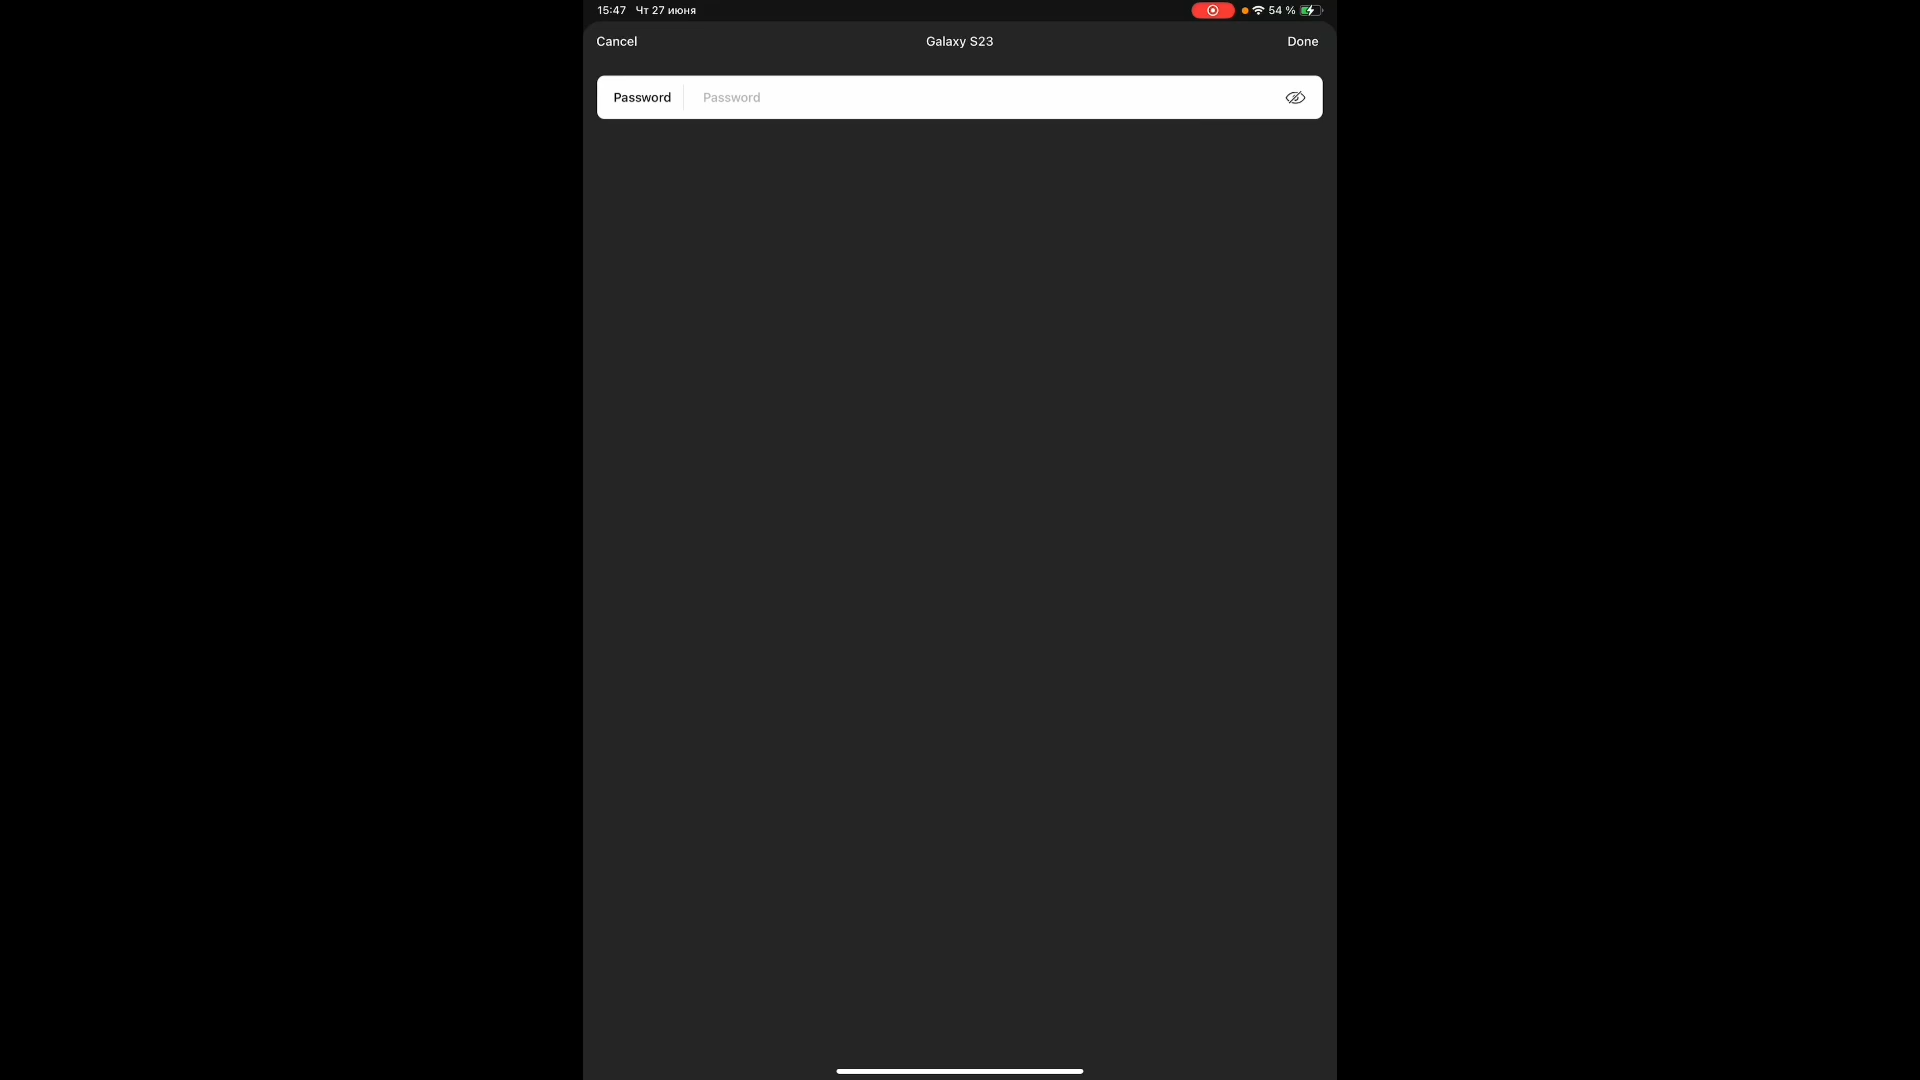 15:47 Чт 27 июня 54 %
Cancel Galaxy S23 Done
Password Password